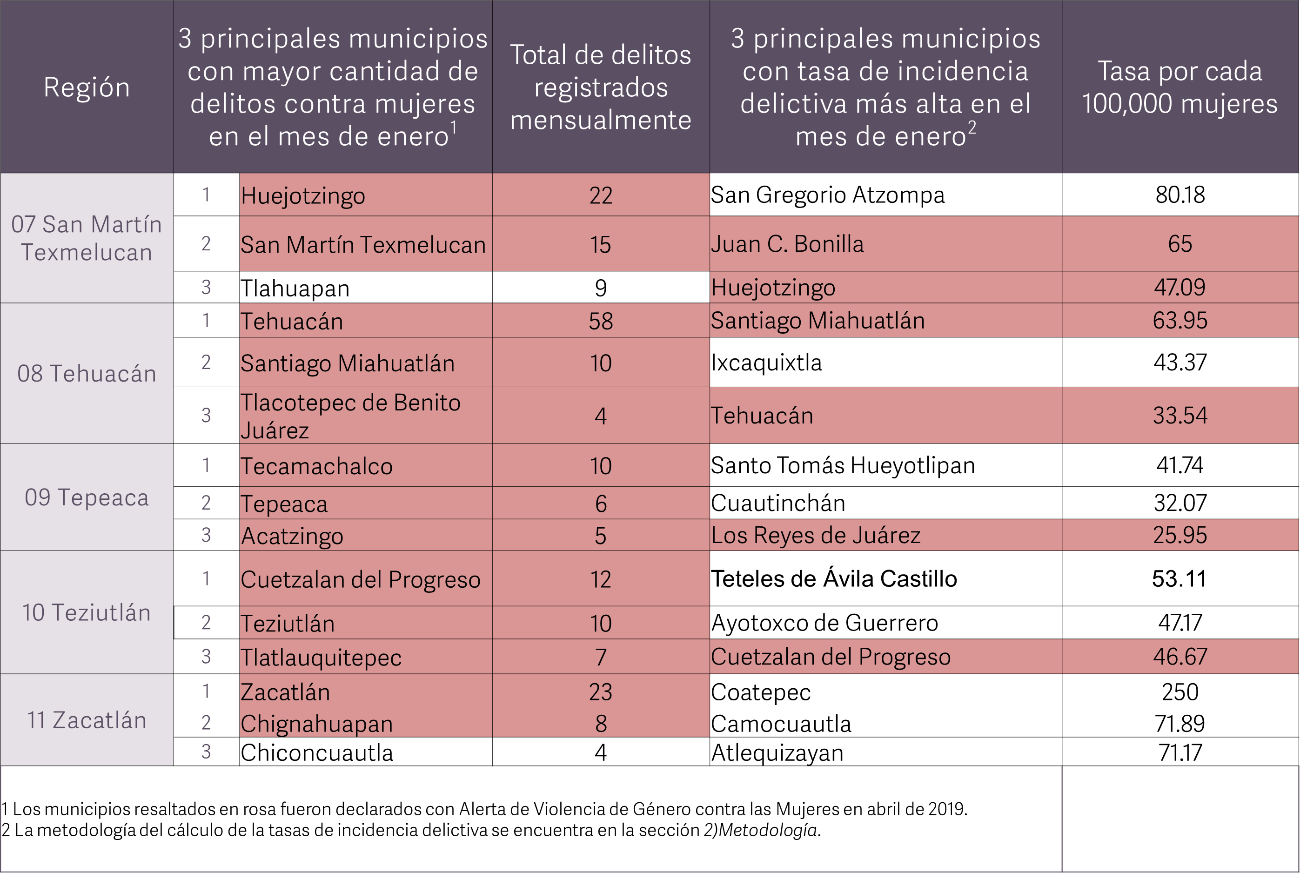 Región
3 principales municipios
con mayor cantidad de
delitos contra mujeres
en el mes de enero1
Total de delitos
registrados
mensualmente
3 principales municipios
con tasa de incidencia
delictiva más alta en el
mes de enero2
Tasa por cada
100,000 mujeres
07 San Martín
Texmelucan
1 Huejotzingo 22 San Gregorio Atzompa 80.18
2 San Martín Texmelucan 15 Juan C. Bonilla 65
3 Tlahuapan 9 Huejotzingo 47.09
08 Tehuacán
1 Tehuacán 58 Santiago Miahuatlán 63.95
2 Santiago Miahuatlán 10 Ixcaquixtla 43.37
3 Tlacotepec de Benito
Juárez 4 Tehuacán 33.54
09 Tepeaca
1 Tecamachalco 10 Santo Tomás Hueyotlipan 41.74
2 Tepeaca 6 Cuautinchán 32.07
3 Acatzingo 5 Los Reyes de Juárez 25.95
10 Teziutlán
1 Cuetzalan del Progreso 12 Teteles de Ávila Castillo 53.11
2 Teziutlán 10 Ayotoxco de Guerrero 47.17
3 Tlatlauquitepec 7 Cuetzalan del Progreso 46.67
11 Zacatlán
1 Zacatlán 23 Coatepec 250
2 Chignahuapan 8 Camocuautla 71.89
3 Chiconcuautla 4 Atlequizayan 71.17
1 Los municipios resaltados en rosa fueron declarados con Alerta de Violencia de Género contra las Mujeres en abril de 2019.
2 La metodología del cálculo de la tasas de incidencia delictiva se encuentra en la sección 2)Metodología.